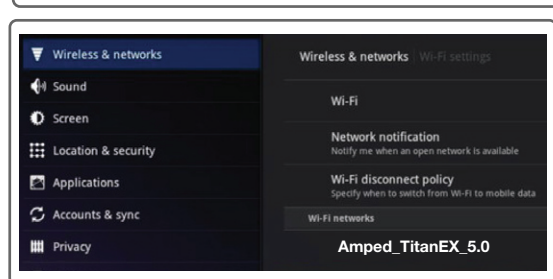 Wireless & networks
Sound
Screen
Location & security
Applications
Accounts & sync
Privacy
Wireless & networks Wi-Fi settings
Wi-Fi
Network notification
Notify me when an open network is available
Wi-Fi disconnect policy
Specify when to switch from Wi-Fi to mobile data
Wi-Fi networks
Amped_TitanEX_5.0